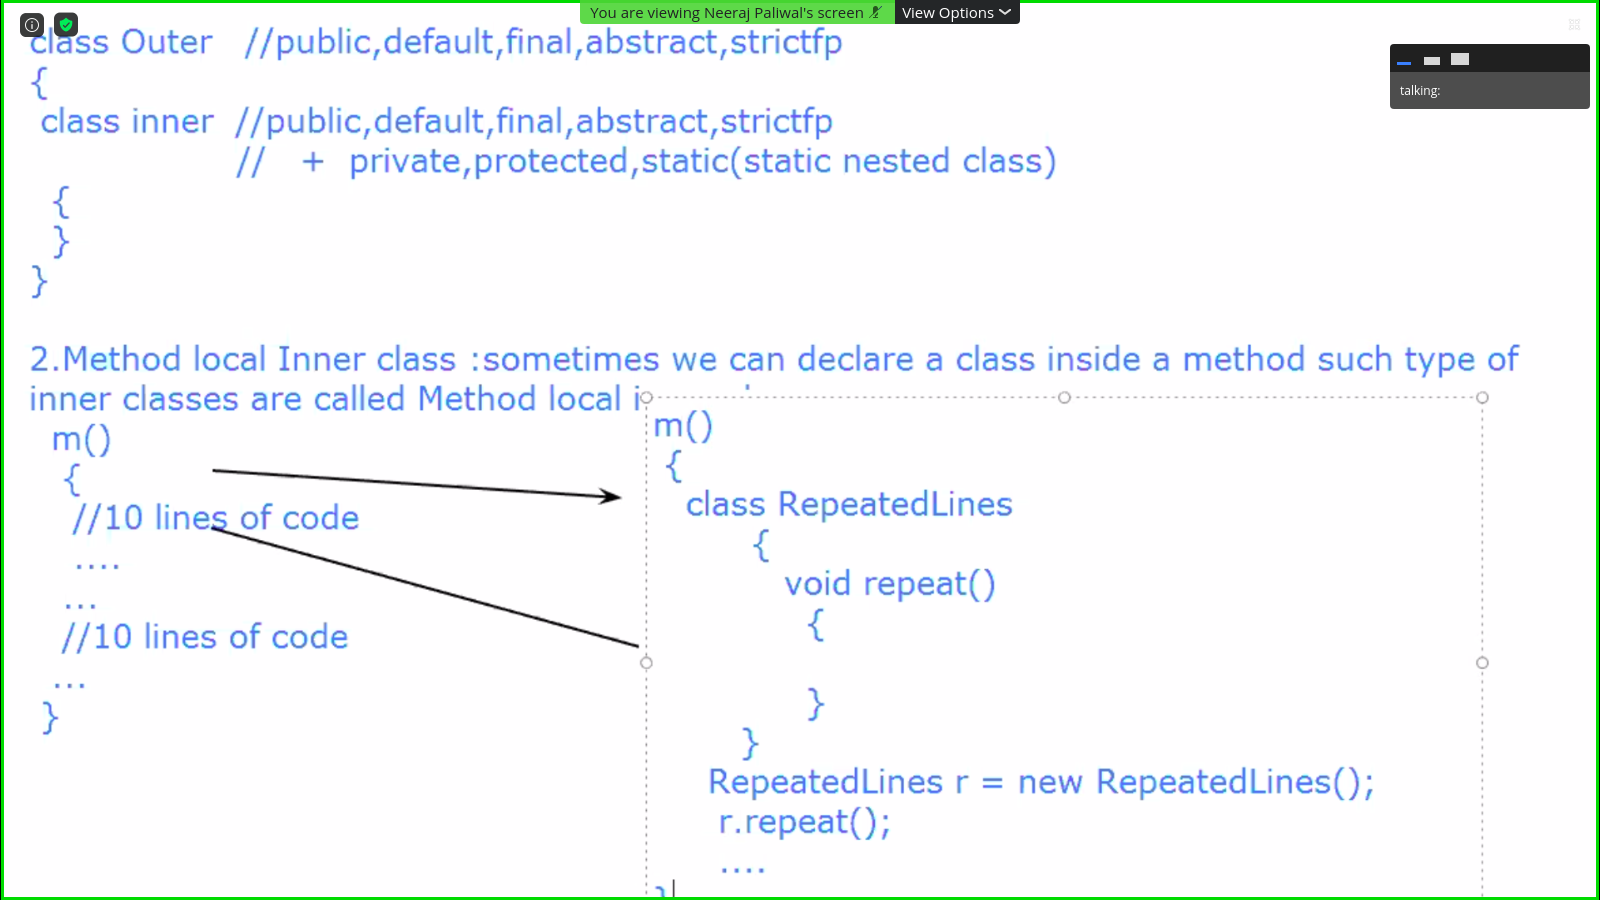 You are viewing Neeraj Paliwal's screen
View Options
talking:
class Outer //public,default,final,abstract,strictfp
{
class inner //public,default,final,abstract,strictfp
// + private,protected,static(static nested class)
{
}
}
2.Method local Inner class :sometimes we can declare a class inside a method such type of
inner classes are called Method local
m()
{
//10 lines of code
....
...
//10 lines of code
...
}
m()
{
class RepeatedLines
{
void repeat()
{
}
}
RepeatedLines r = new RepeatedLines();
r.repeat();
....
}